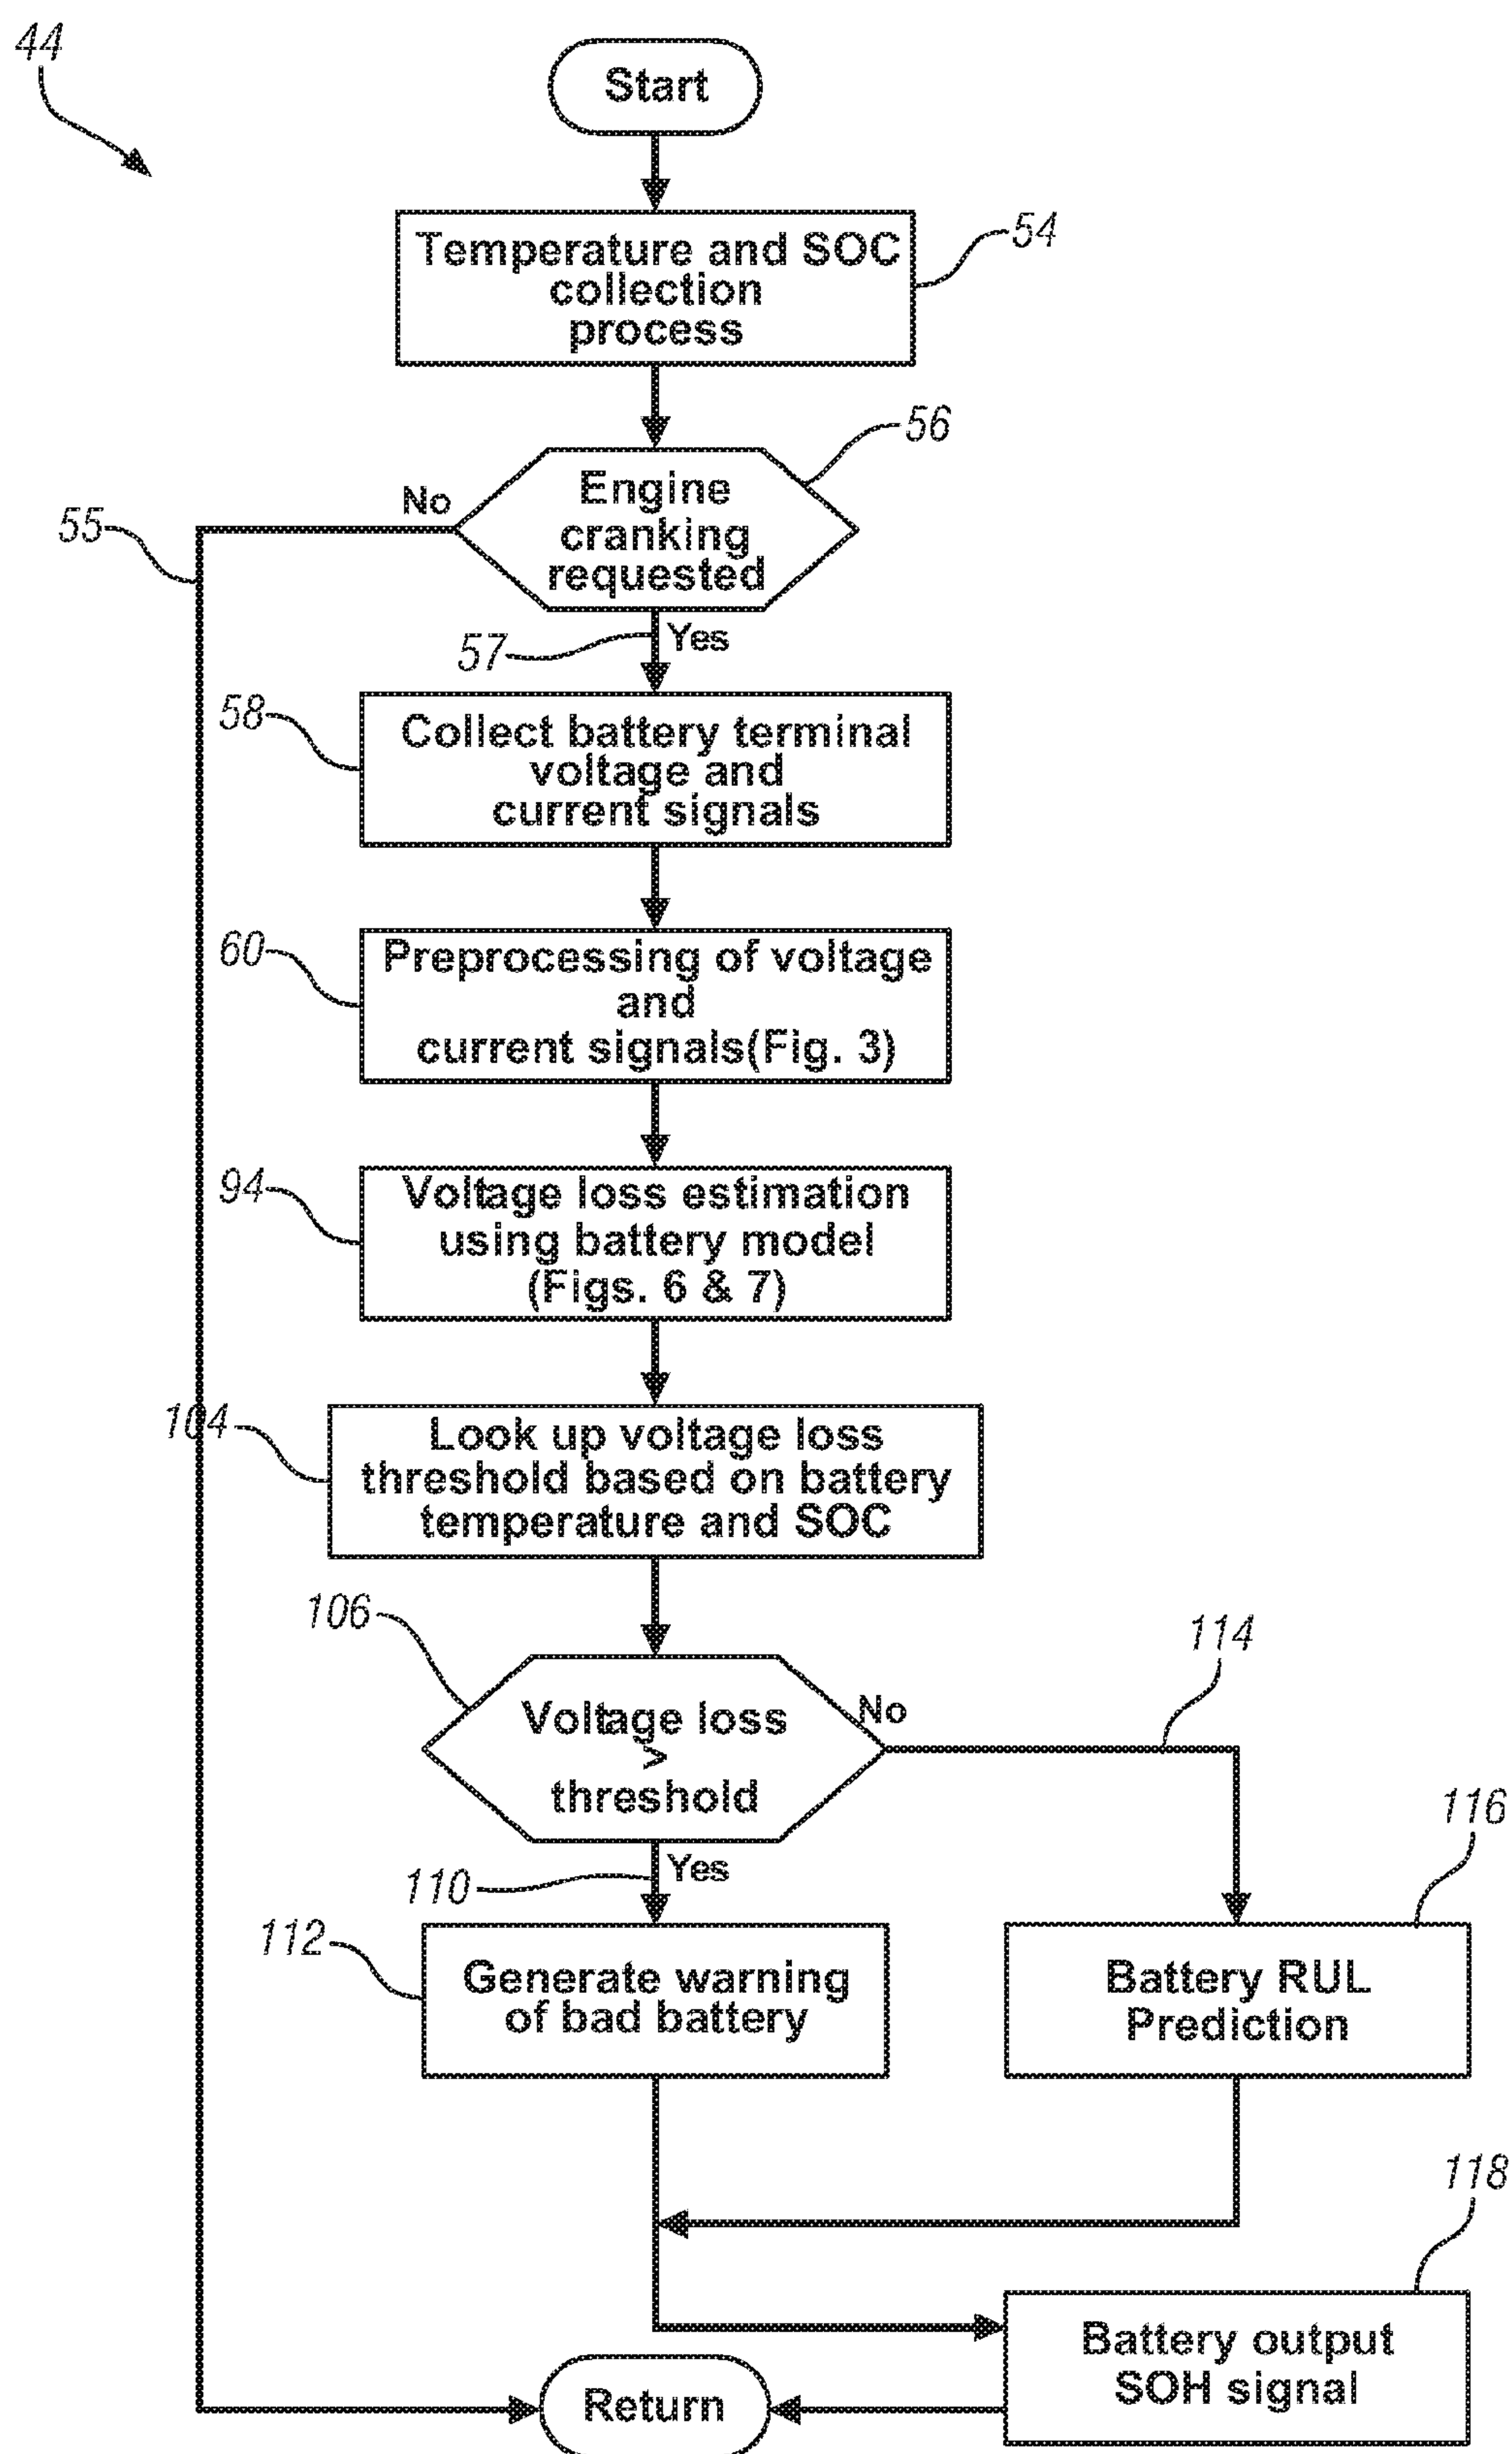 44
Start
Temperature and SOC
collection
process
54
56
No
Engine
cranking
requested
55
57
Yes
58
Collect battery terminal
voltage and
current signals
60
Preprocessing of voltage
and
current signals(Fig. 3)
94
Voltage loss estimation
using battery model
(Figs. 6 & 7)
104
Look up voltage loss
threshold based on battery
temperature and SOC
106
114
Voltage loss
>
threshold
No
116
110
Yes
112
Generate warning
of bad battery
Battery RUL
Prediction
118
Battery output
SOH signal
Return